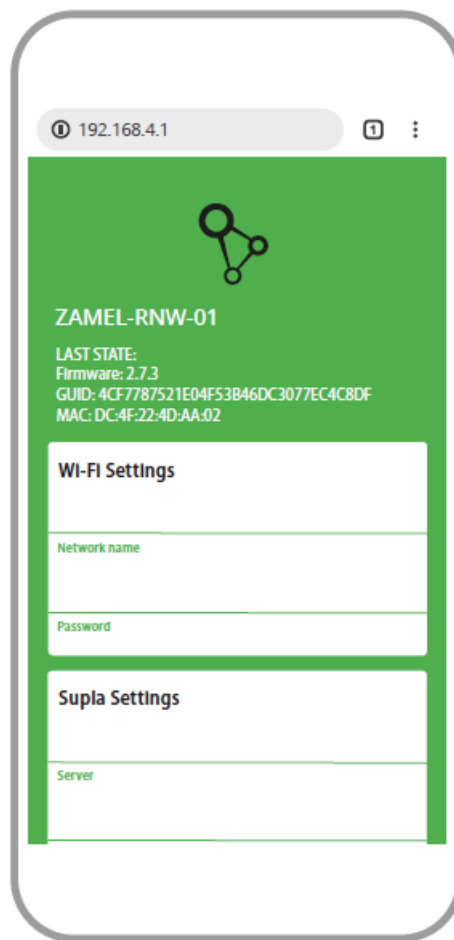 192.168.4.1
1
ZAMEL-RNW-01
LAST STATE:
Firmware: 2.7.3
GUID: 4CF7787521E04F53B46DC3077EC4C8DF
MAC: DC:4F:22:4D:AA:02
Wi-Fi Settings
Network name
Password
Supla Settings
Server